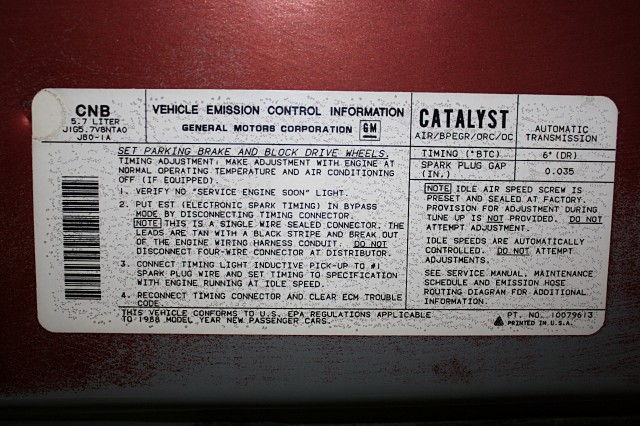 CNB
5.7 LITER
J1G5.7V8NTA0
JB0-1A
VEHICLE EMISSION CONTROL INFORMATION
GENERAL MOTORS CORPORATION GM
CATALYST
AIR/BPEGR/ORC/OC
AUTOMATIC
TRANSMISSION
SET PARKING BRAKE AND BLOCK DRIVE WHEELS.
TIMING ADJUSTMENT: MAKE ADJUSTMENT WITH ENGINE AT
NORMAL OPERATING TEMPERATURE AND AIR CONDITIONING
OFF (IF EQUIPPED).
1. VERIFY NO "SERVICE ENGINE SOON" LIGHT.
2. PUT EST (ELECTRONIC SPARK TIMING) IN BYPASS
MODE BY DISCONNECTING TIMING CONNECTOR.
NOTE THIS IS A SINGLE WIRE SEALED CONNECTOR. THE
LEADS ARE TAN WITH A BLACK STRIPE AND BREAK OUT
OF THE ENGINE WIRING HARNESS CONDUIT. DO NOT
DISCONNECT FOUR-WIRE CONNECTOR AT DISTRIBUTOR.
3. CONNECT TIMING LIGHT INDUCTIVE PICK-UP TO #1
SPARK PLUG WIRE AND SET TIMING TO SPECIFICATION
WITH ENGINE RUNNING AT IDLE SPEED.
4. RECONNECT TIMING CONNECTOR AND CLEAR ECM TROUBLE
CODE.
THIS VEHICLE CONFORMS TO U.S. EPA REGULATIONS APPLICABLE
TO 1988 MODEL YEAR NEW PASSENGER CARS.
TIMING (°BTC) 6° (DR)
SPARK PLUG GAP
(IN.) 0.035
NOTE IDLE AIR SPEED SCREW IS
PRESET AND SEALED AT FACTORY.
PROVISION FOR ADJUSTMENT DURING
TUNE UP IS NOT PROVIDED. DO NOT
ATTEMPT ADJUSTMENT.
IDLE SPEEDS ARE AUTOMATICALLY
CONTROLLED. DO NOT ATTEMPT
ADJUSTMENTS.
SEE SERVICE MANUAL, MAINTENANCE
SCHEDULE AND EMISSION HOSE
ROUTING DIAGRAM FOR ADDITIONAL
INFORMATION.
PT. NO. 10079613
PRINTED IN U.S.A.